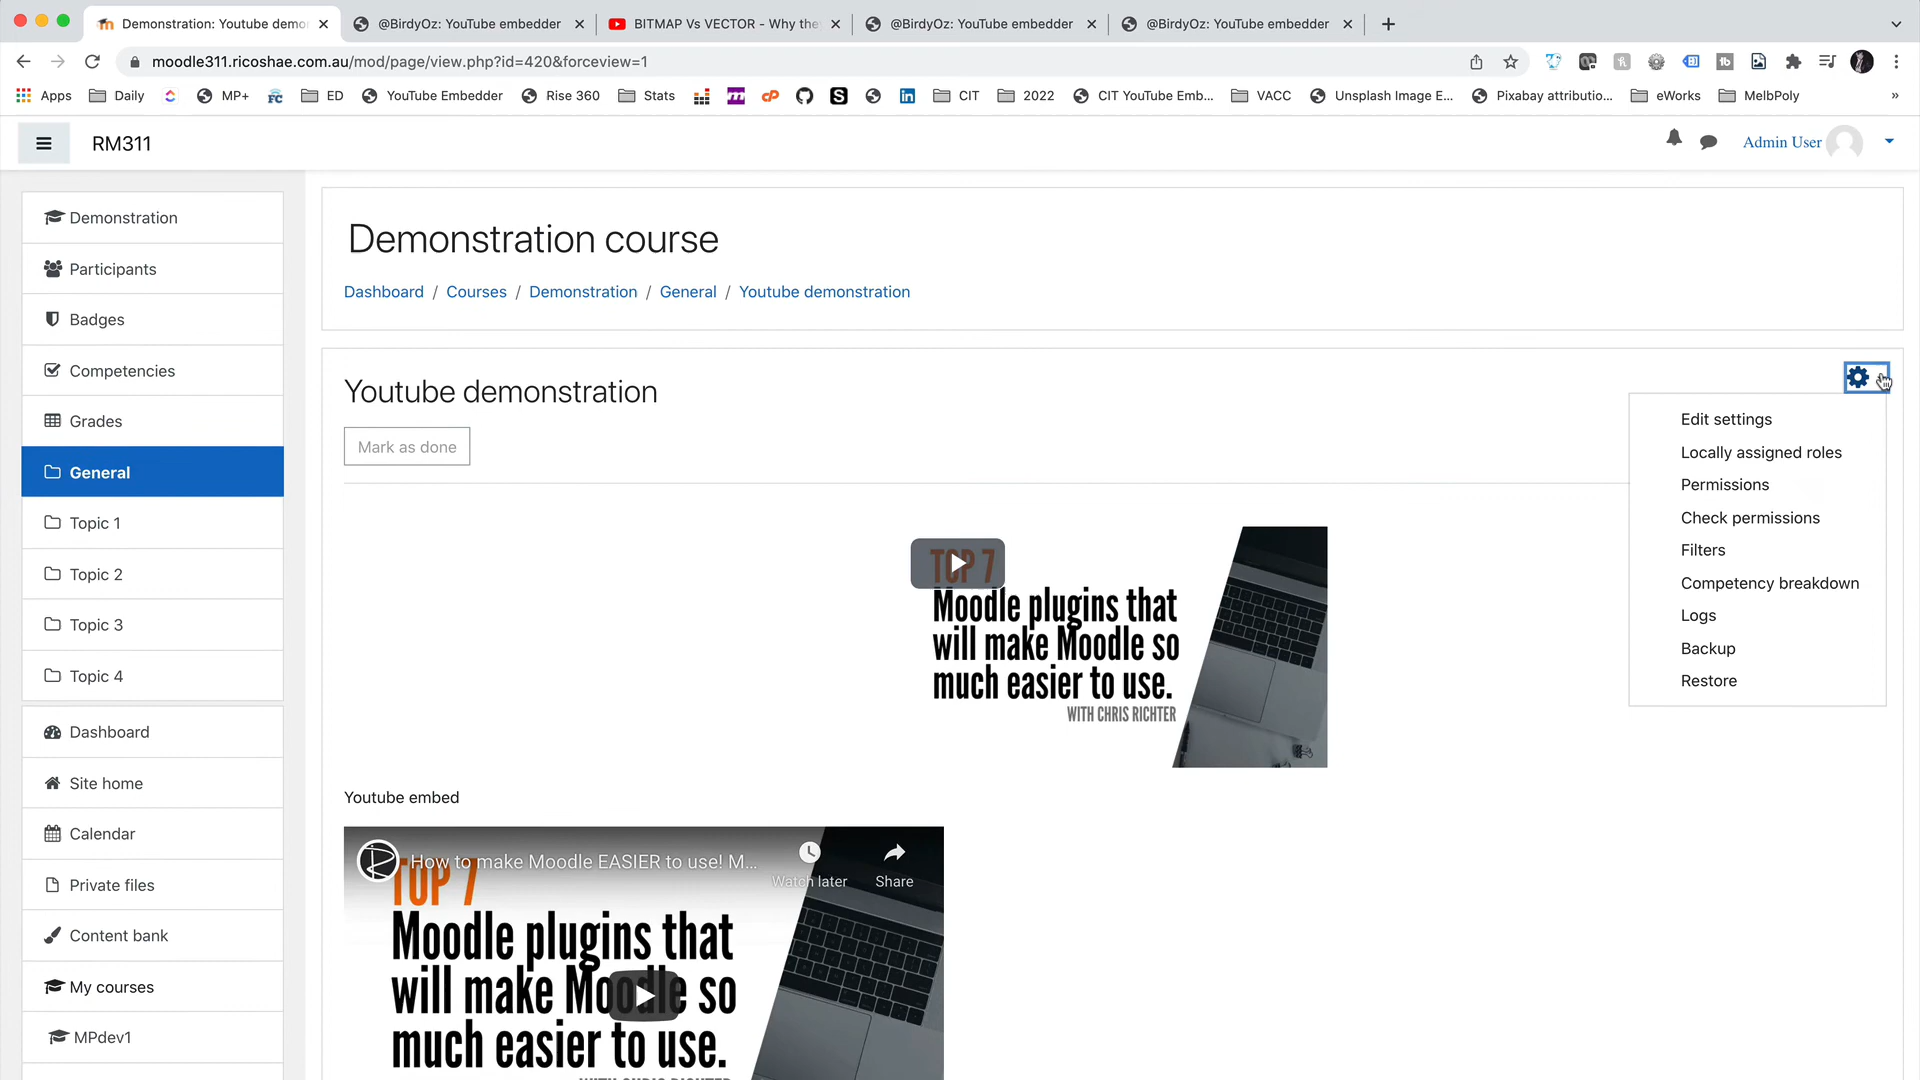 Demonstration: Youtube demo
@BirdyOz: YouTube embedder
BITMAP Vs VECTOR - Why the
@BirdyOz: YouTube embedder
@BirdyOz: YouTube embedder
moodle311.ricoshae.com.au/mod/page/view.php?id=420&forceview=1
Apps Daily MP+ FC ED YouTube Embedder Rise 360 Stats CIT 2022 CIT YouTube Emb... VACC Unsplash Image E... Pixabay attributio... eWorks MelbPoly »
RM311
Admin User
Demonstration
Participants
Badges
Competencies
Grades
General
Topic 1
Topic 2
Topic 3
Topic 4
Dashboard
Site home
Calendar
Private files
Content bank
My courses
MPdev1
Demonstration course
Dashboard / Courses / Demonstration / General / Youtube demonstration
Youtube demonstration
Mark as done
Edit settings
Locally assigned roles
Permissions
Check permissions
Filters
Competency breakdown
Logs
Backup
Restore
TOP 7
Moodle plugins that
will make Moodle so
much easier to use.
WITH CHRIS RICHTER
Youtube embed
How to make Moodle EASIER to use! M...
Watch later
Share
TOP 7
Moodle plugins that
will make Moodle so
much easier to use.
WITH CHRIS RICHTER